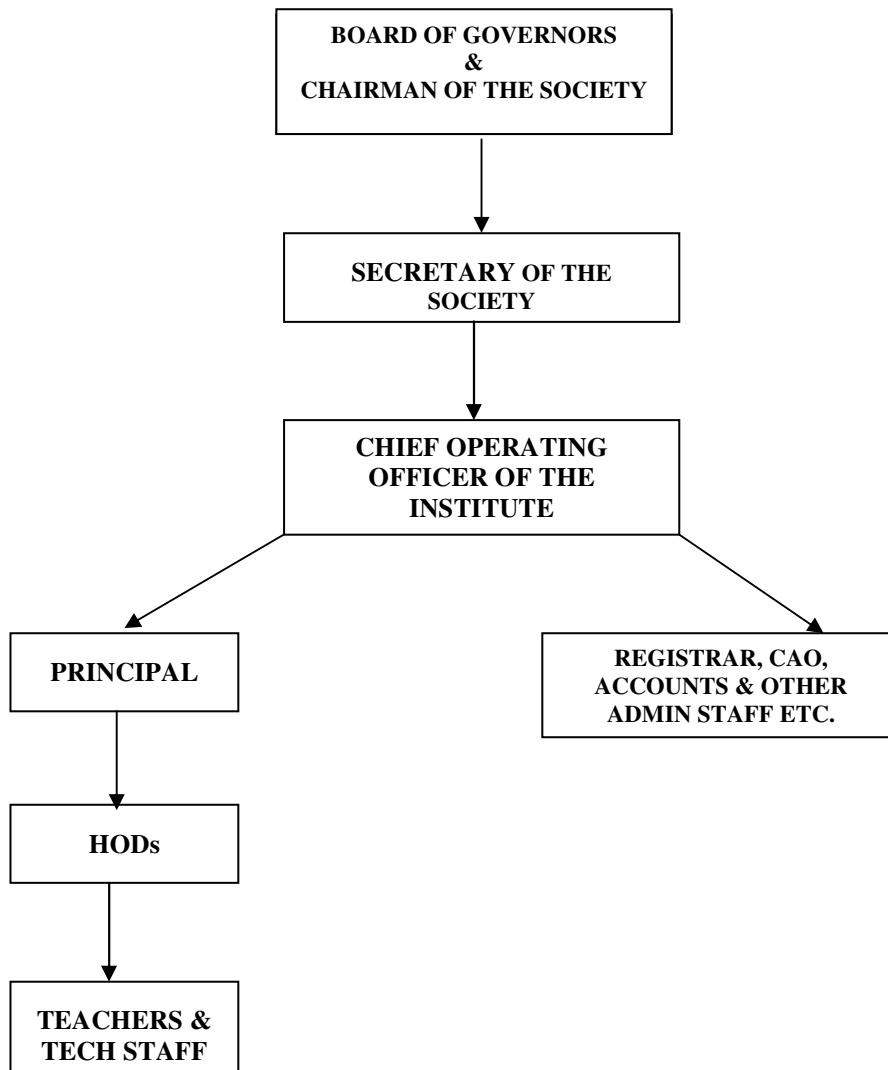 BOARD OF GOVERNORS
&
CHAIRMAN OF THE SOCIETY
SECRETARY OF THE
SOCIETY
CHIEF OPERATING
OFFICER OF THE
INSTITUTE
PRINCIPAL
REGISTRAR, CAO,
ACCOUNTS & OTHER
ADMIN STAFF ETC.
HODs
TEACHERS &
TECH STAFF